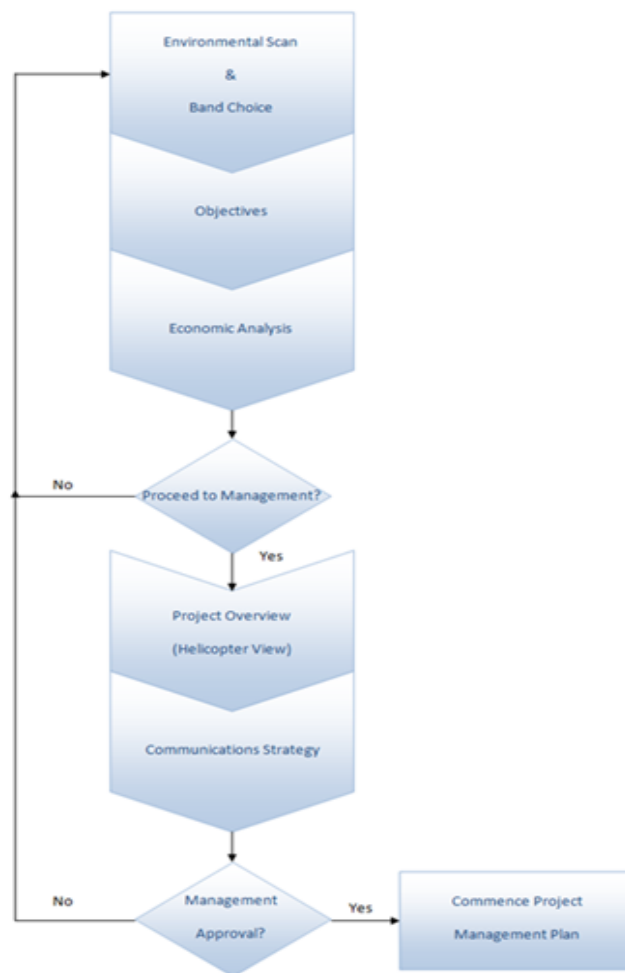 Environmental Scan
&
Band Choice
Objectives
Economic Analysis
Proceed to Management?
No
Yes
Project Overview
(Helicopter View)
Communications Strategy
No
Management
Approval?
Yes
Commence Project
Management Plan